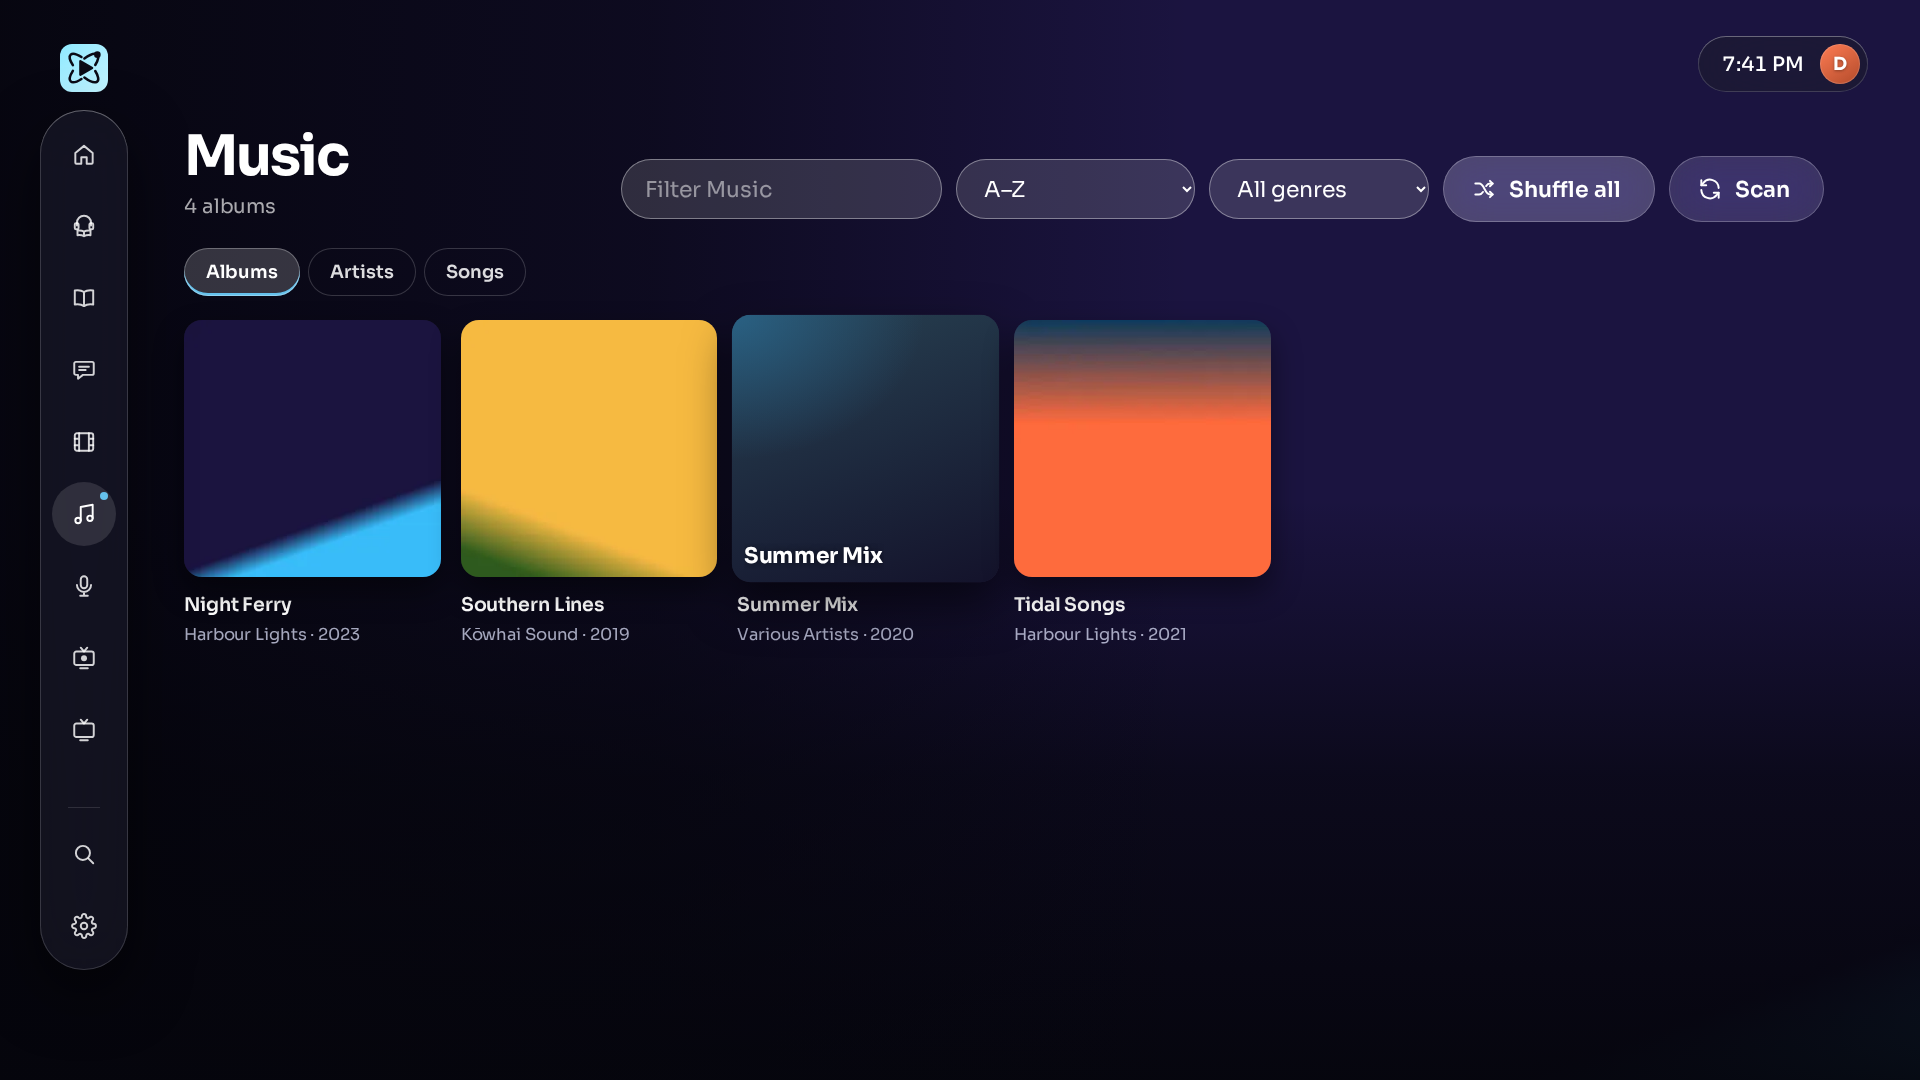 7:41 PM D
Music
4 albums
Filter Music
A–Z
All genres
Shuffle all
Scan
Albums
Artists
Songs
Summer Mix
Night Ferry
Harbour Lights · 2023
Southern Lines
Kōwhai Sound · 2019
Summer Mix
Various Artists · 2020
Tidal Songs
Harbour Lights · 2021